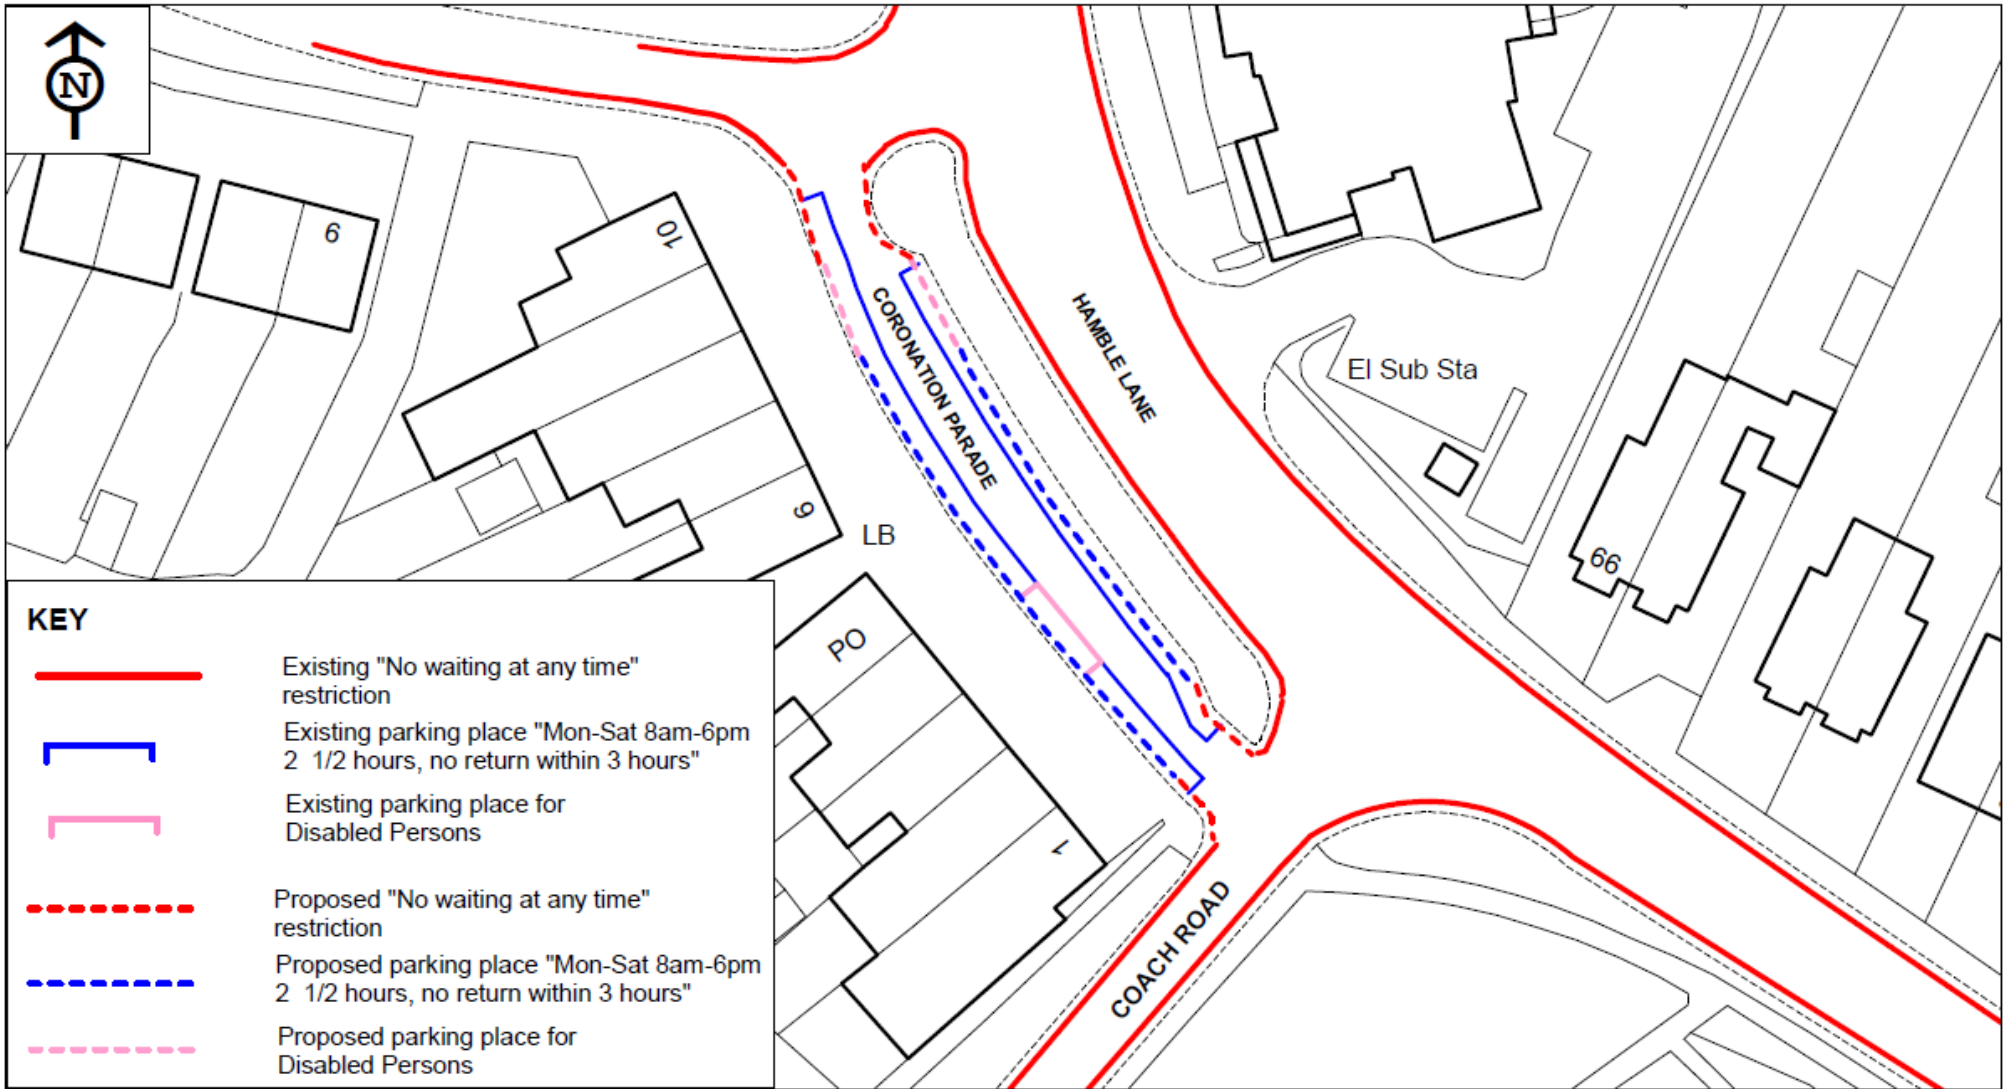 N
6
10
9
LB
CORONATION PARADE
HAMBLE LANE
El Sub Sta
66
PO
1
COACH ROAD
KEY
Existing "No waiting at any time"
restriction
Existing parking place "Mon-Sat 8am-6pm
2 1/2 hours, no return within 3 hours"
Existing parking place for
Disabled Persons
Proposed "No waiting at any time"
restriction
Proposed parking place "Mon-Sat 8am-6pm
2 1/2 hours, no return within 3 hours"
Proposed parking place for
Disabled Persons